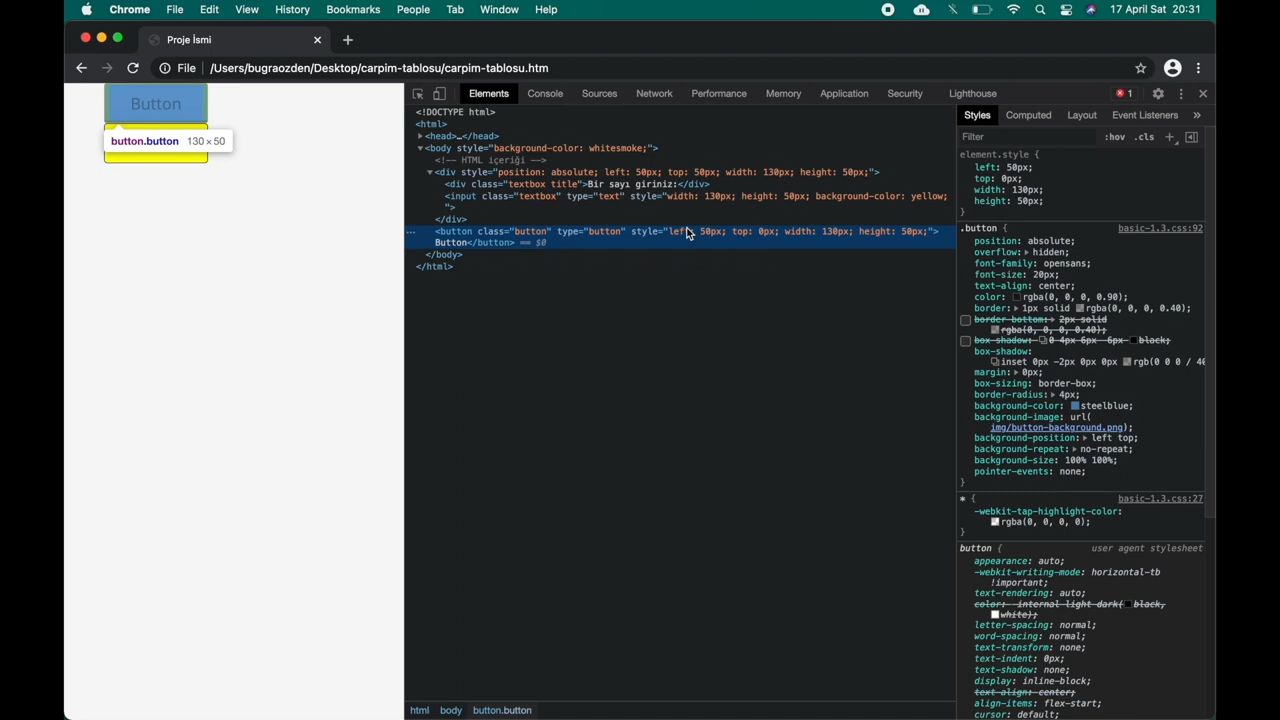 Chrome File Edit View History Bookmarks People Tab Window Help 17 April Sat 20:31
Proje İsmi
File /Users/bugraozden/Desktop/carpim-tablosu/carpim-tablosu.htm
Button
button.button 130×50
Elements Console Sources Network Performance Memory Application Security Lighthouse 1
<!DOCTYPE html>
<html>
<head>…</head>
<body style="background-color: whitesmoke;">
<!-- HTML içeriği -->
<div style="position: absolute; left: 50px; top: 50px; width: 130px; height: 50px;">
<div class="textbox title">Bir sayı giriniz:</div>
<input class="textbox" type="text" style="width: 130px; height: 50px; background-color: yellow;
">
</div>
<button class="button" type="button" style="left: 50px; top: 0px; width: 130px; height: 50px;">
Button</button> == $0
</body>
</html>
html body button.button
Styles Computed Layout Event Listeners »
Filter :hov .cls
element.style {
left: 50px;
top: 0px;
width: 130px;
height: 50px;
}
.button { basic-1.3.css:92
position: absolute;
overflow: hidden;
font-family: opensans;
font-size: 20px;
text-align: center;
color: rgba(0, 0, 0, 0.90);
border: 1px solid rgba(0, 0, 0, 0.40);
border-bottom: 2px solid
rgba(0, 0, 0, 0.40);
box-shadow: 0 4px 6px -6px black;
box-shadow:
inset 0px -2px 0px 0px rgb(0 0 0 / 40
margin: 0px;
box-sizing: border-box;
border-radius: 4px;
background-color: steelblue;
background-image: url(
img/button-background.png);
background-position: left top;
background-repeat: no-repeat;
background-size: 100% 100%;
pointer-events: none;
}
* { basic-1.3.css:27
-webkit-tap-highlight-color:
rgba(0, 0, 0, 0);
}
button { user agent stylesheet
appearance: auto;
-webkit-writing-mode: horizontal-tb
!important;
text-rendering: auto;
color: -internal-light-dark( black,
white);
letter-spacing: normal;
word-spacing: normal;
text-transform: none;
text-indent: 0px;
text-shadow: none;
display: inline-block;
text-align: center;
align-items: flex-start;
cursor: default;